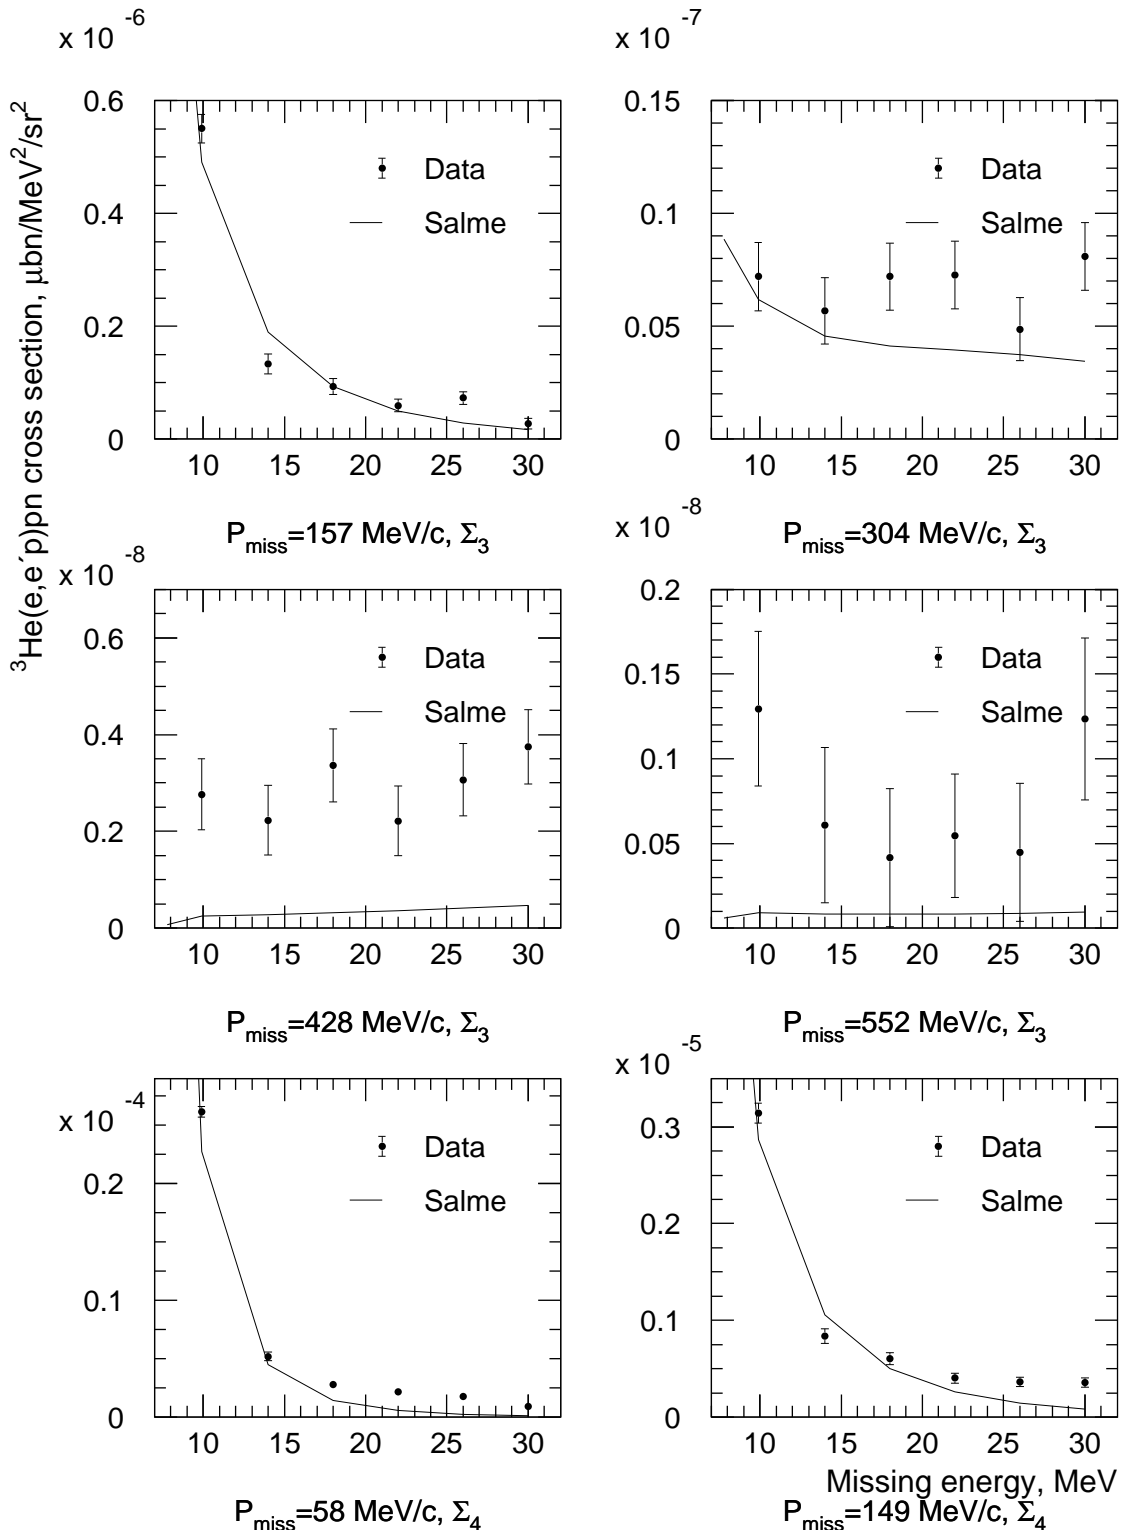 ³He(e,e´p)pn cross section, μbn/MeV²/sr²
x 10 -6
0.6
0.4
0.2
0
10 15 20 25 30
Data
Salme
P_miss=157 MeV/c, Σ₃
x 10 -7
0.15
0.1
0.05
0
10 15 20 25 30
Data
Salme
P_miss=304 MeV/c, Σ₃
x 10 -8
0.6
0.4
0.2
0
10 15 20 25 30
Data
Salme
P_miss=428 MeV/c, Σ₃
x 10 -8
0.2
0.15
0.1
0.05
0
10 15 20 25 30
Data
Salme
P_miss=552 MeV/c, Σ₃
x 10 -4
0.2
0.1
0
10 15 20 25 30
Data
Salme
P_miss=58 MeV/c, Σ₄
x 10 -5
0.3
0.2
0.1
0
10 15 20 25 30
Data
Salme
Missing energy, MeV
P_miss=149 MeV/c, Σ₄